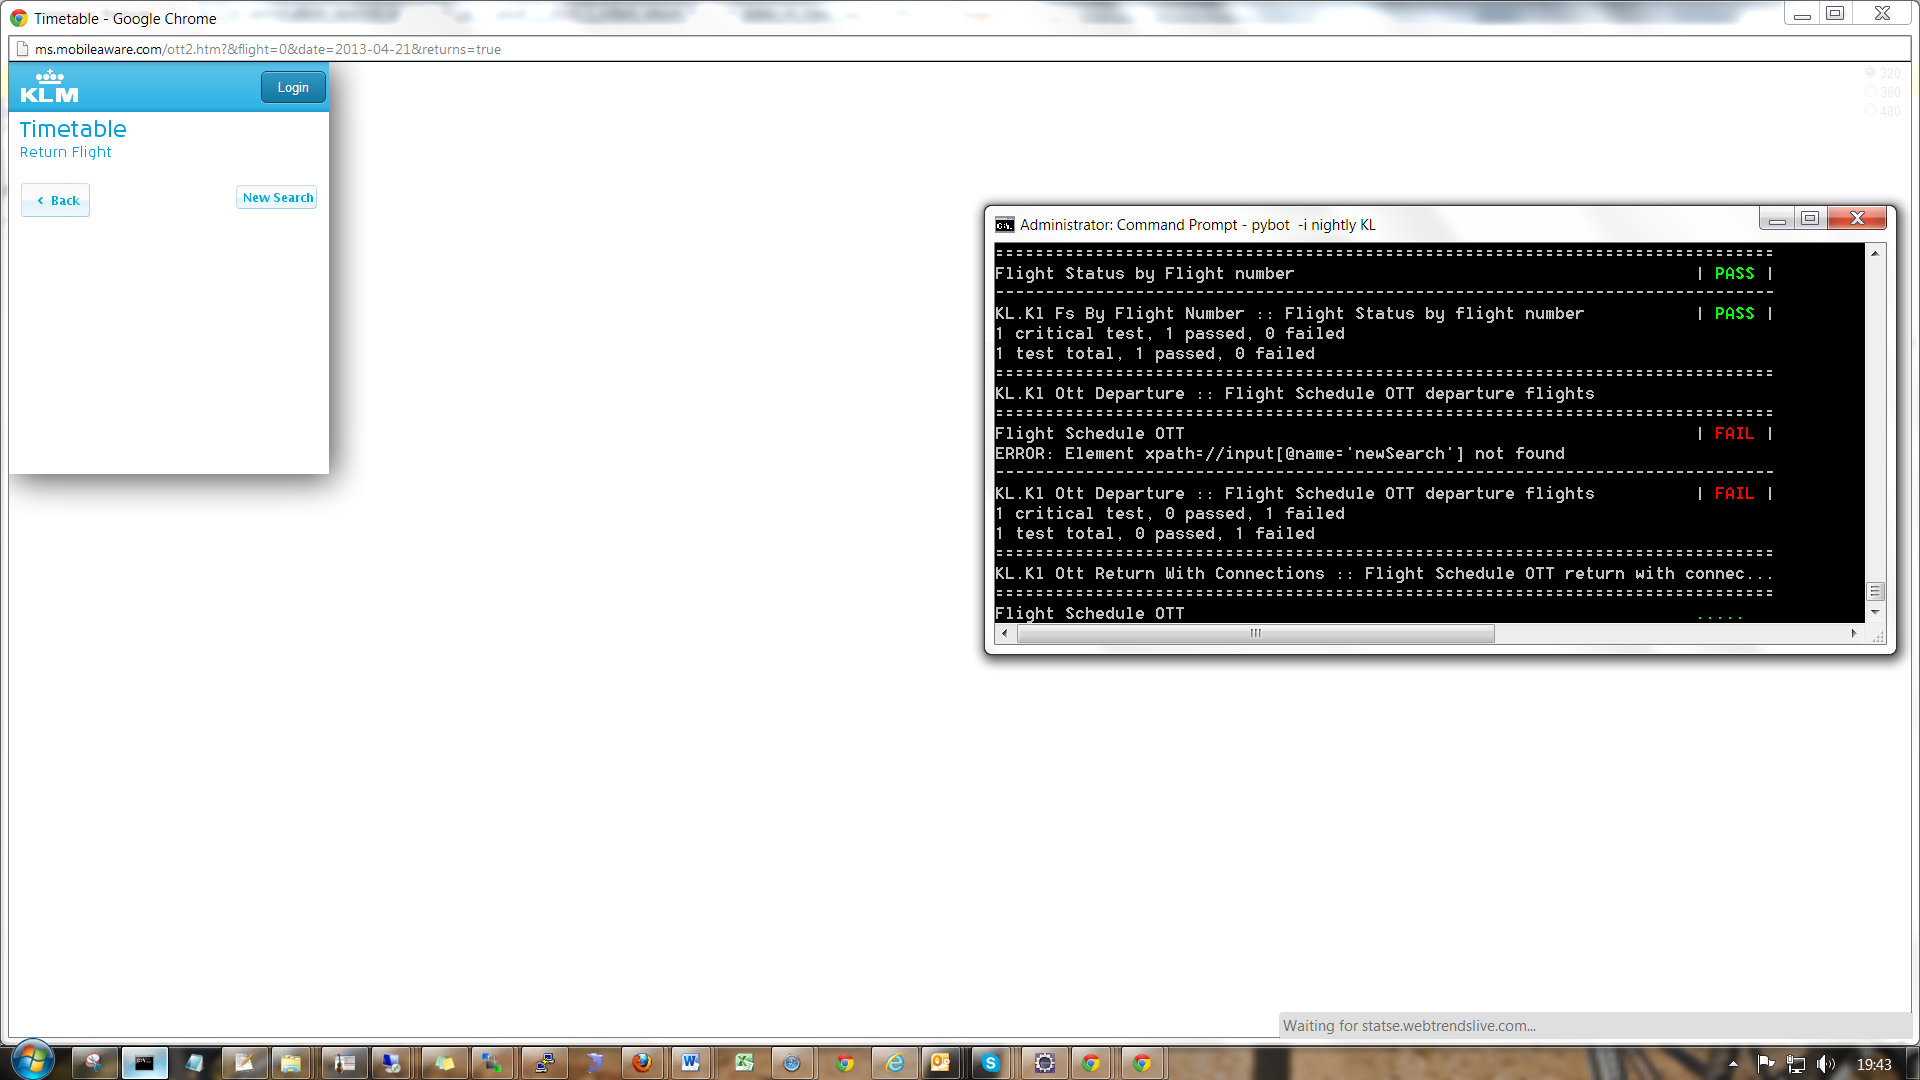 Timetable - Google Chrome
ms.mobileaware.com/ott2.htm?&flight=0&date=2013-04-21&returns=true
KLM
Login
Timetable
Return Flight
< Back
New Search
320
360
480
Administrator: Command Prompt - pybot -i nightly KL
==============================================================================
Flight Status by Flight number | PASS |
------------------------------------------------------------------------------
KL.Kl Fs By Flight Number :: Flight Status by flight number | PASS |
1 critical test, 1 passed, 0 failed
1 test total, 1 passed, 0 failed
==============================================================================
KL.Kl Ott Departure :: Flight Schedule OTT departure flights
==============================================================================
Flight Schedule OTT | FAIL |
ERROR: Element xpath=//input[@name='newSearch'] not found
------------------------------------------------------------------------------
KL.Kl Ott Departure :: Flight Schedule OTT departure flights | FAIL |
1 critical test, 0 passed, 1 failed
1 test total, 0 passed, 1 failed
==============================================================================
KL.Kl Ott Return With Connections :: Flight Schedule OTT return with connec...
==============================================================================
Flight Schedule OTT .....
Waiting for statse.webtrendslive.com...
19:43